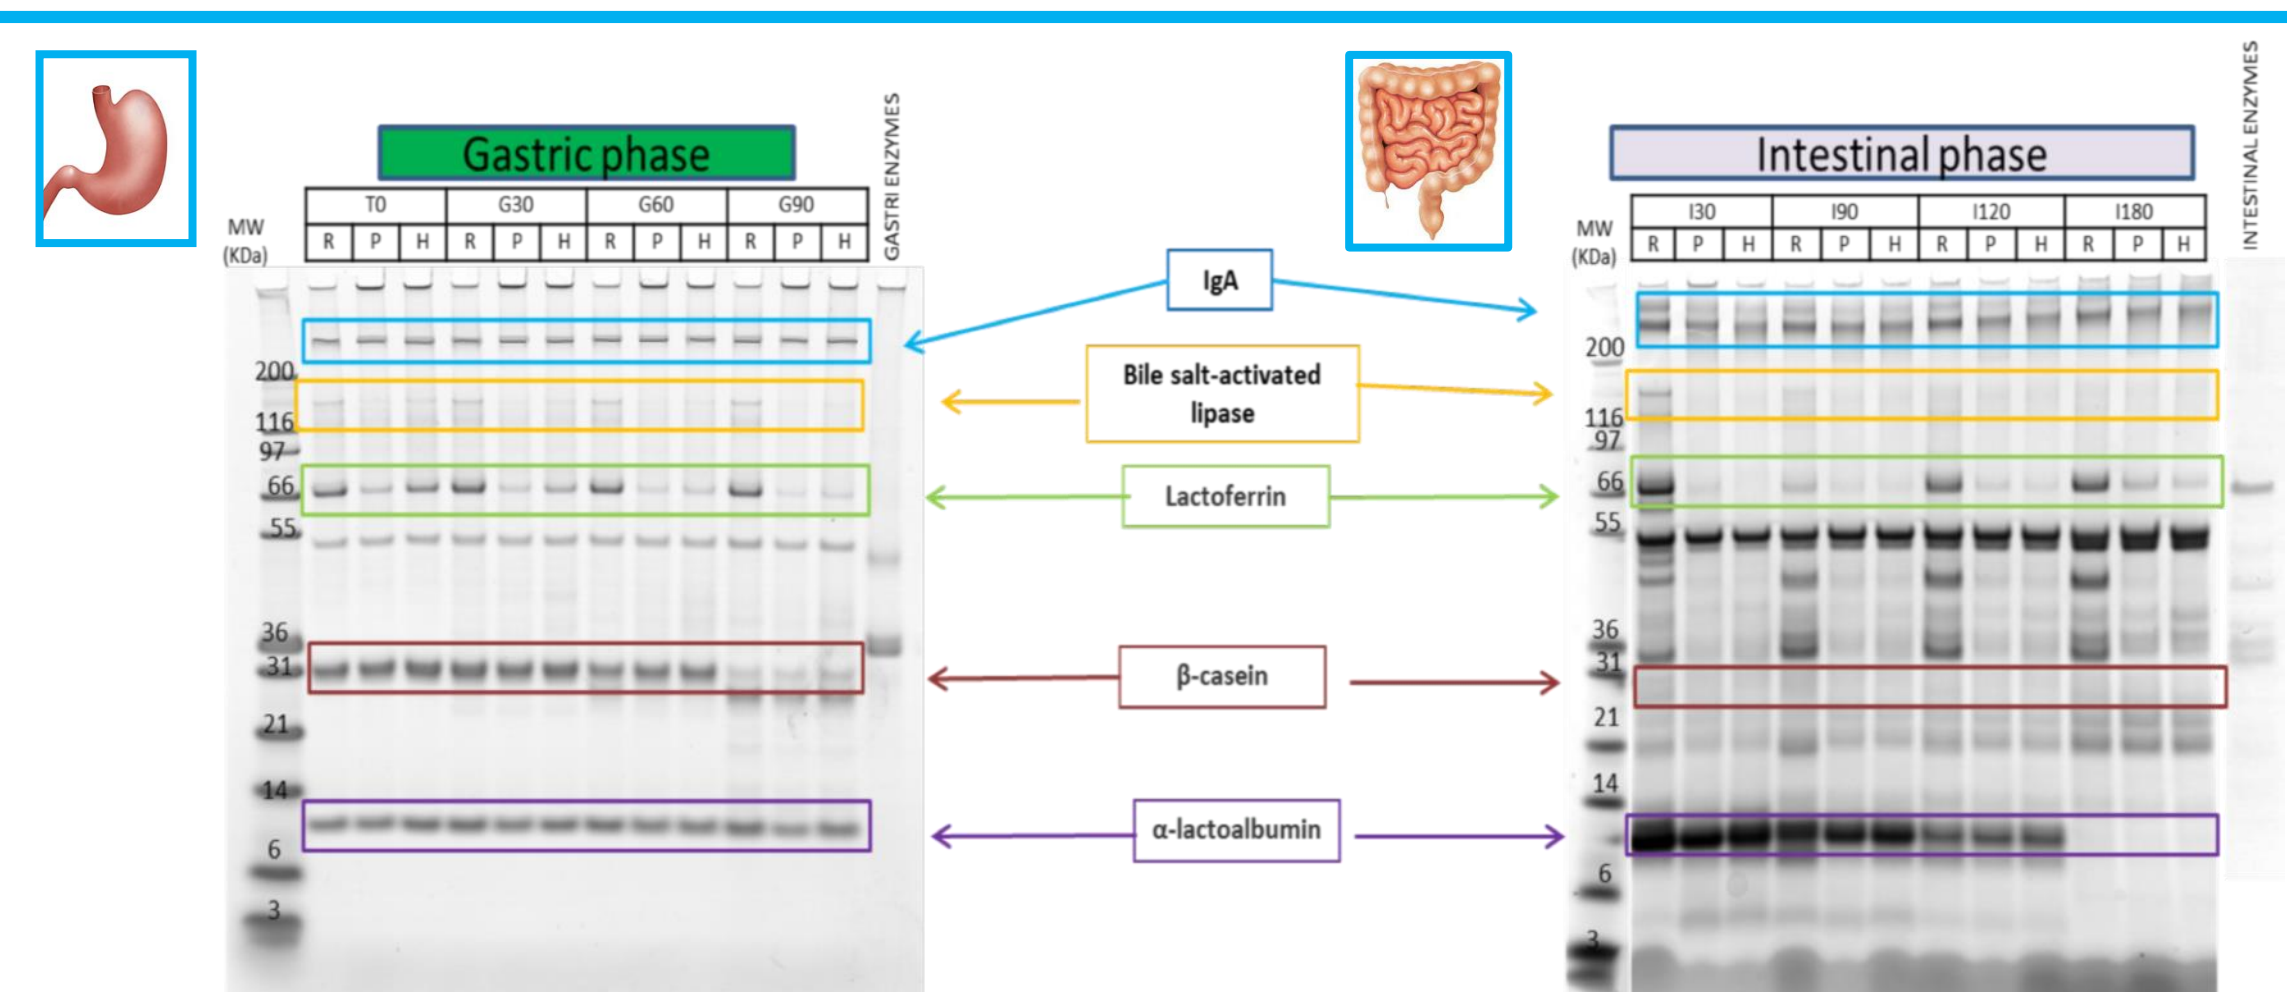 Gastric phase
GASTRI ENZYMES
T0 G30 G60 G90
MW
(KDa)
R P H R P H R P H R P H
200
116
97
66
55
36
31
21
14
6
3
IgA
Bile salt-activated
lipase
Lactoferrin
β-casein
α-lactoalbumin
Intestinal phase
INTESTINAL ENZYMES
I30 I90 I120 I180
MW
(KDa)
R P H R P H R P H R P H
200
116
97
66
55
36
31
21
14
6
3